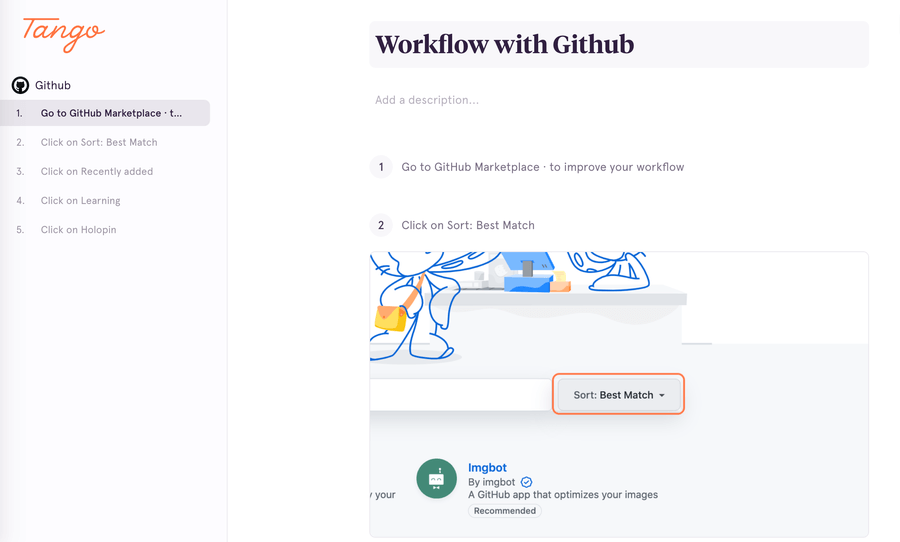 Tango
Github
1. Go to GitHub Marketplace · t...
2. Click on Sort: Best Match
3. Click on Recently added
4. Click on Learning
5. Click on Holopin
Workflow with Github
Add a description...
1 Go to GitHub Marketplace · to improve your workflow
2 Click on Sort: Best Match
Sort: Best Match
Imgbot
By imgbot
your
A GitHub app that optimizes your images
Recommended